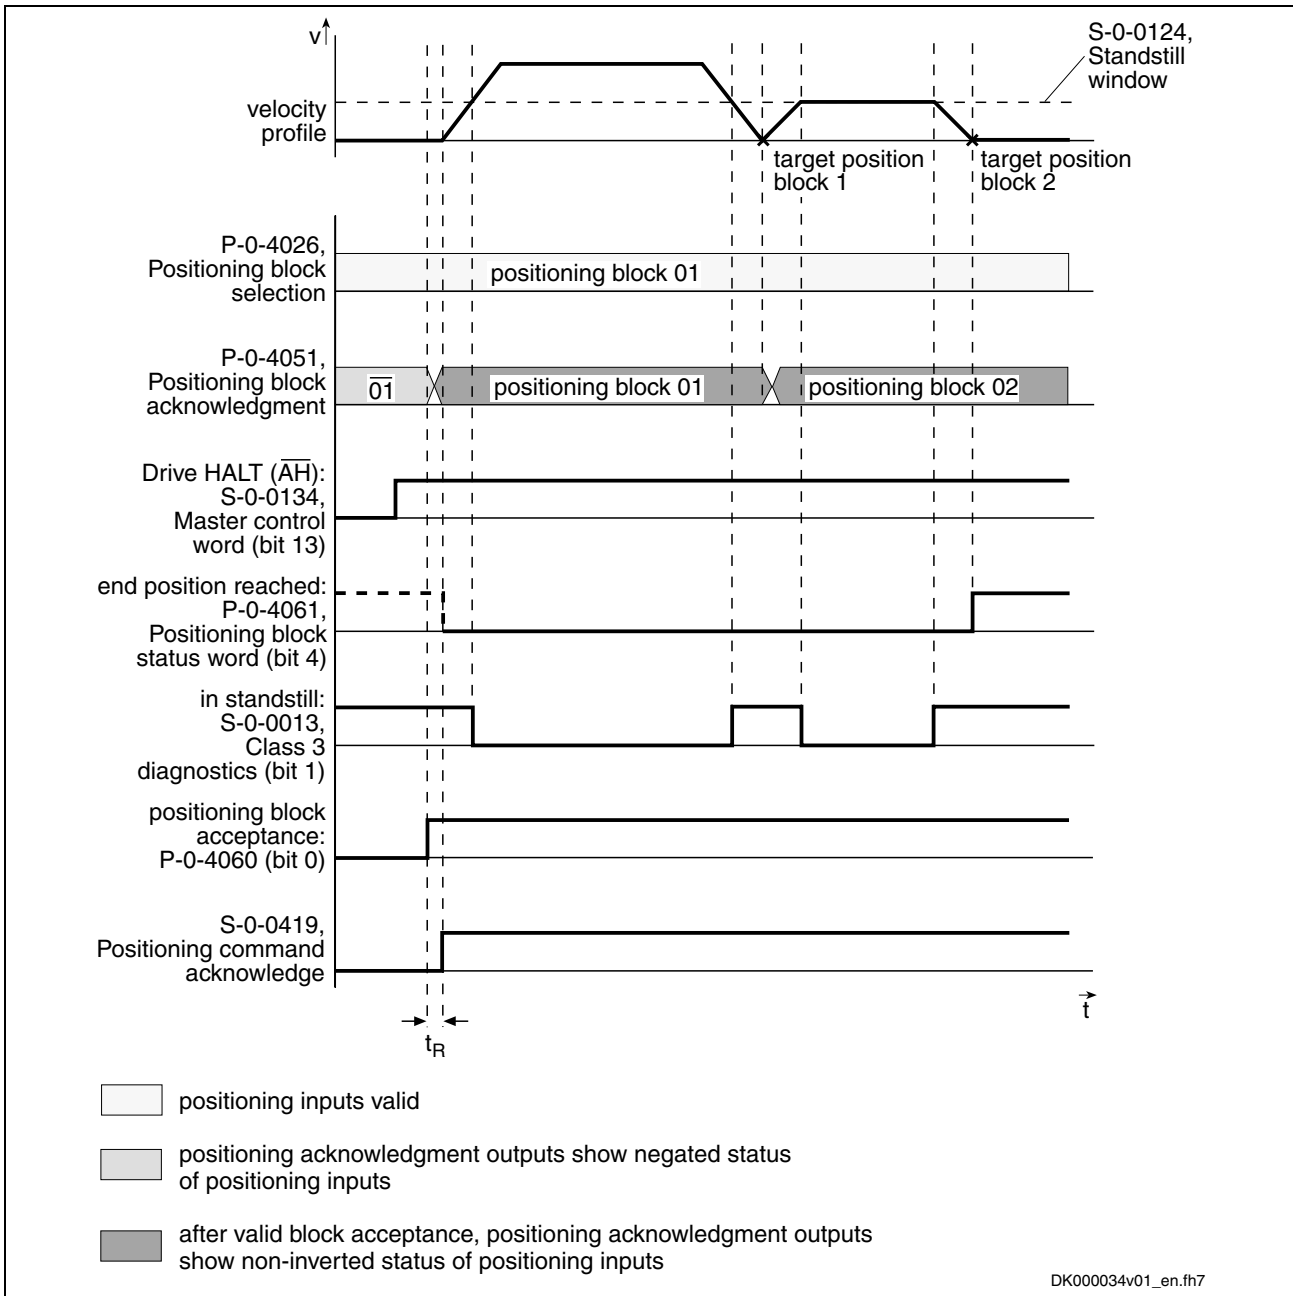 v
S-0-0124,
Standstill
window
velocity
profile
target position
block 1
target position
block 2
P-0-4026,
Positioning block
selection
positioning block 01
P-0-4051,
Positioning block
acknowledgment
0̅1̅
positioning block 01
positioning block 02
Drive HALT (A̅H̅):
S-0-0134,
Master control
word (bit 13)
end position reached:
P-0-4061,
Positioning block
status word (bit 4)
in standstill:
S-0-0013,
Class 3
diagnostics (bit 1)
positioning block
acceptance:
P-0-4060 (bit 0)
S-0-0419,
Positioning command
acknowledge
t
tR
positioning inputs valid
positioning acknowledgment outputs show negated status
of positioning inputs
after valid block acceptance, positioning acknowledgment outputs
show non-inverted status of positioning inputs
DK000034v01_en.fh7